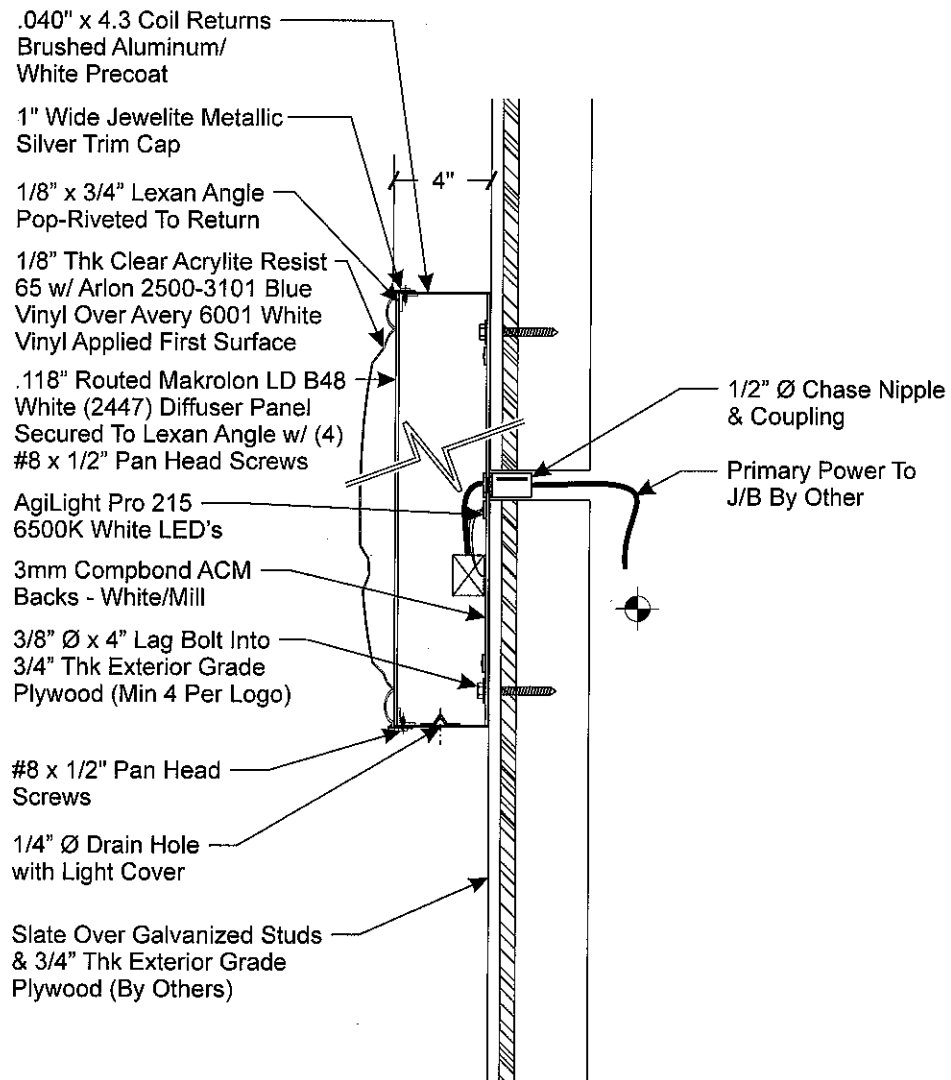 .040" x 4.3 Coil Returns
Brushed Aluminum/
White Precoat
1" Wide Jewelite Metallic
Silver Trim Cap
4"
1/8" x 3/4” Lexan Angle
Pop-Riveted To Return
1/8” Thk Clear Acrylite Resist
65 w/ Arlon 2500-3101 Blue
Vinyl Over Avery 6001 White
Vinyl Applied First Surface
.118” Routed Makrolon LD B48
White (2447) Diffuser Panel
Secured To Lexan Angle w/ (4)
#8 x 1/2” Pan Head Screws
1/2” Ø Chase Nipple
& Coupling
Primary Power To
J/B By Other
AgiLight Pro 215
6500K White LED’s
3mm Compbond ACM
Backs - White/Mill
3/8” Ø x 4” Lag Bolt Into
3/4” Thk Exterior Grade
Plywood (Min 4 Per Logo)
#8 x 1/2" Pan Head
Screws
1/4” Ø Drain Hole
with Light Cover
Slate Over Galvanized Studs
& 3/4” Thk Exterior Grade
Plywood (By Others)